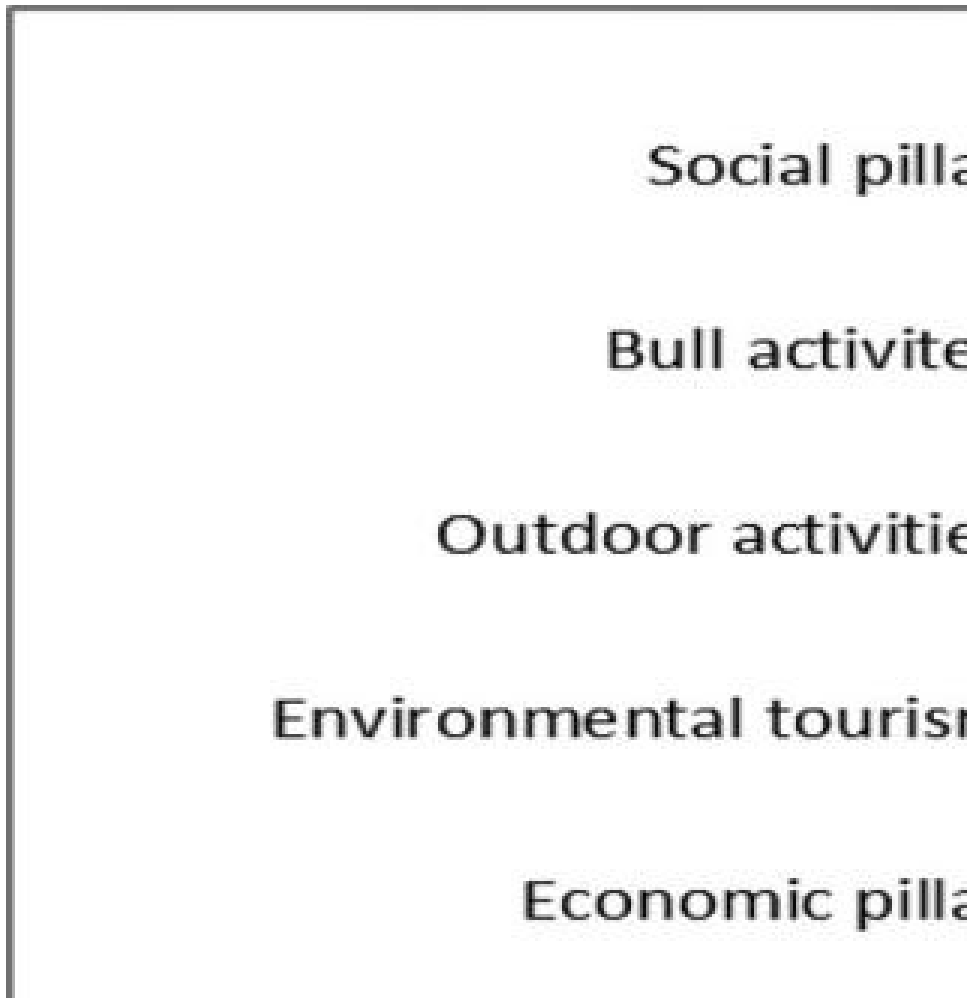 Social pilla
Bull activite
Outdoor activitie
Environmental touris
Economic pilla